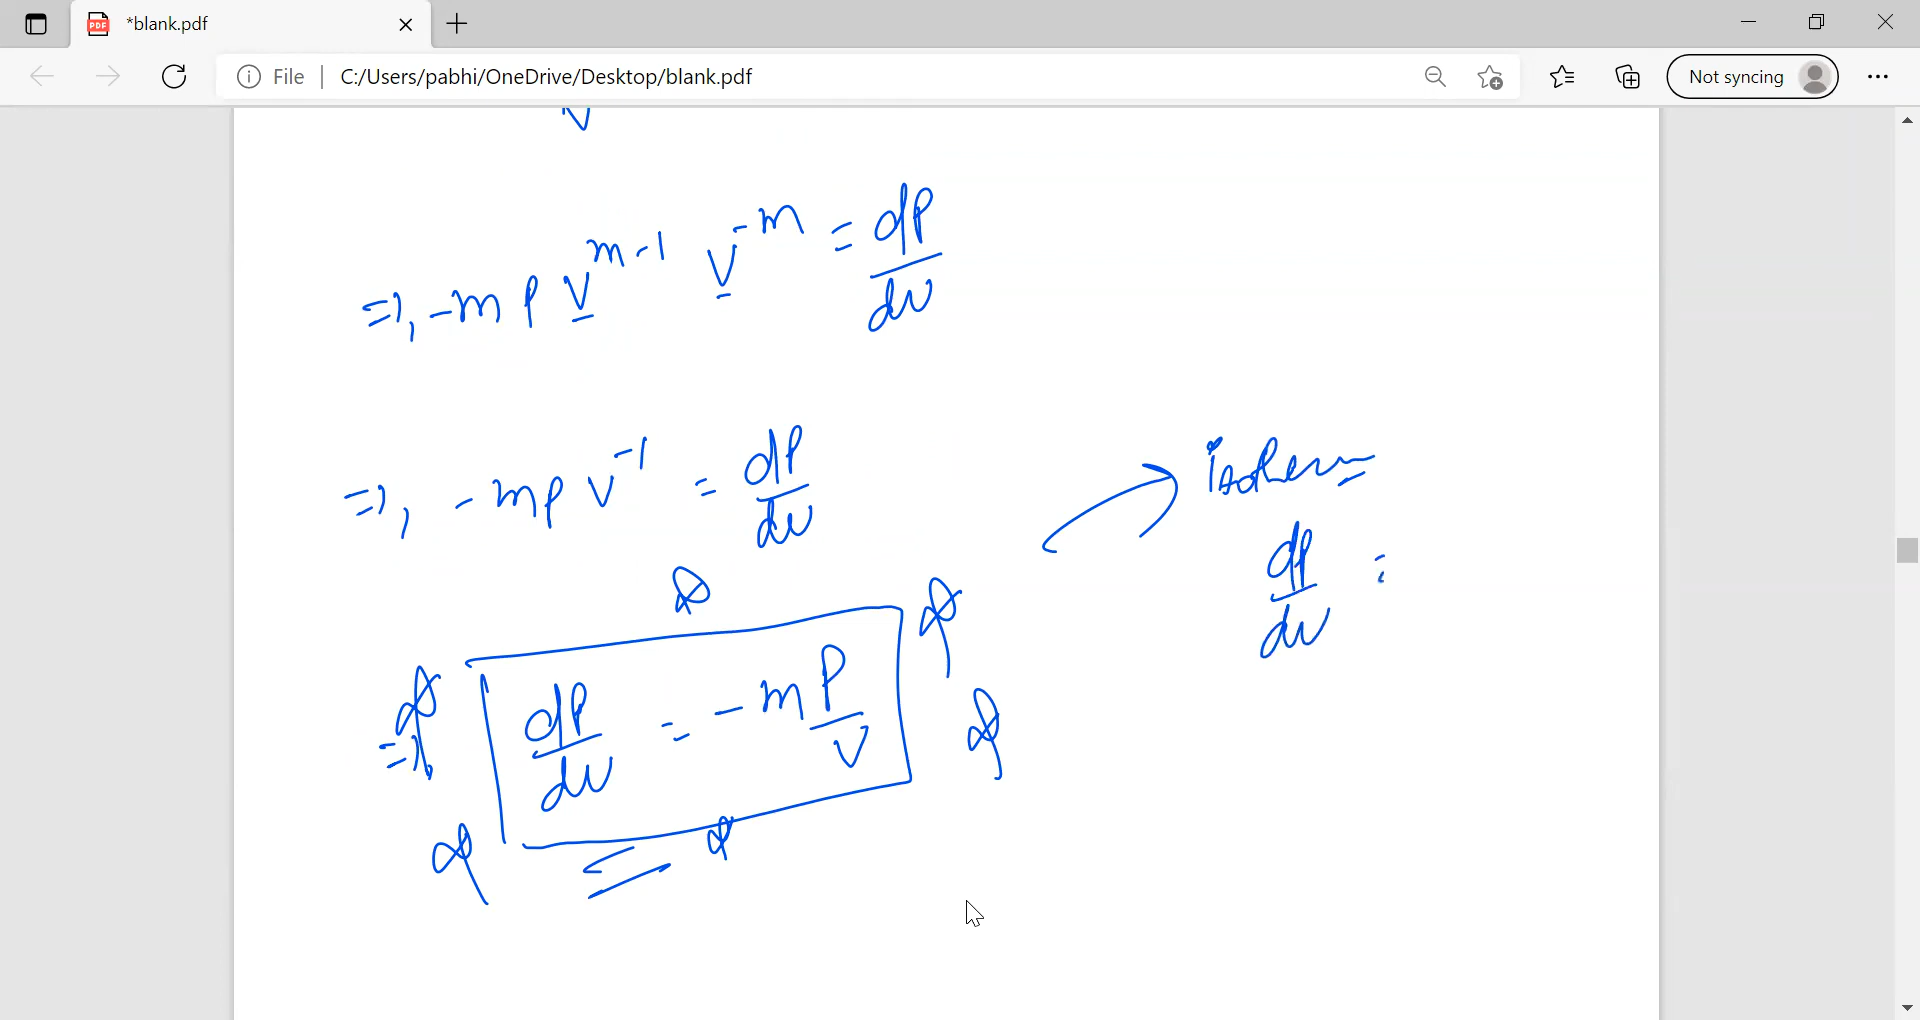 *blank.pdf
File C:/Users/pabhi/OneDrive/Desktop/blank.pdf Not syncing
V
=>, -mp V^{m-1} V^{-m} = dP/dV
=>, -mp V^{-1} = dP/dV
dP/dV =
=>, dP/dV = -m P/V